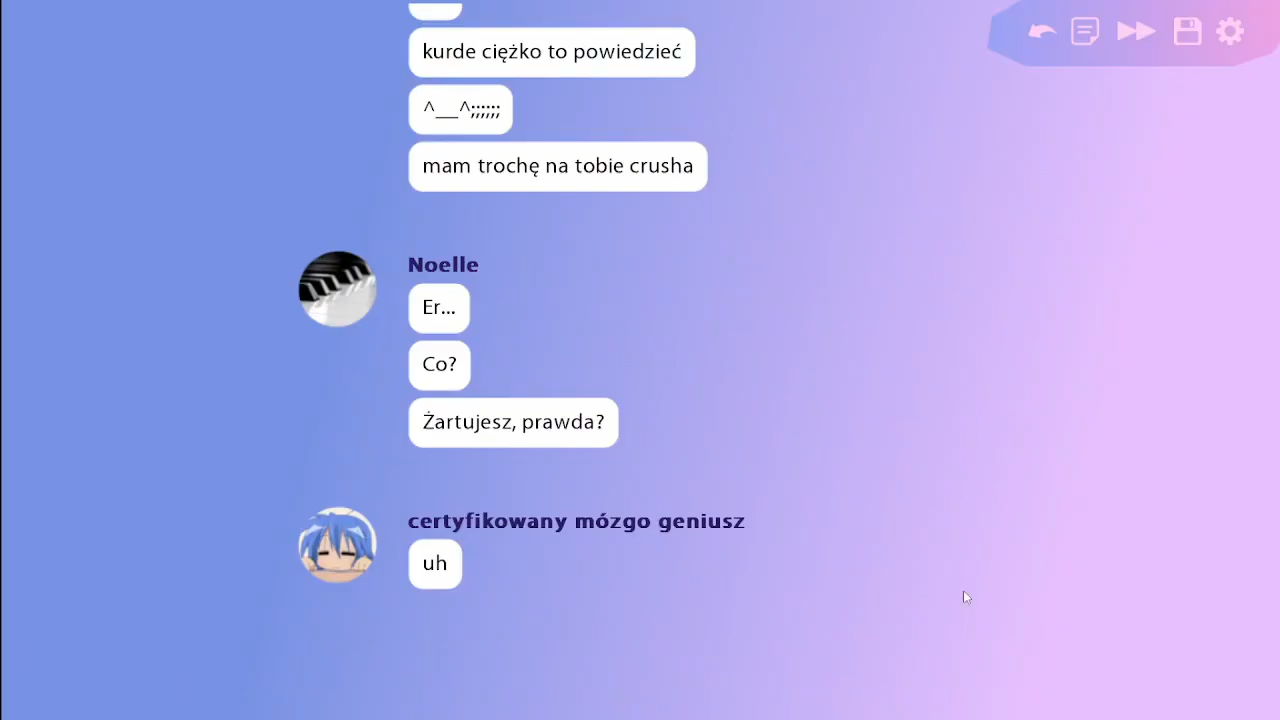 kurde ciężko to powiedzieć
^__^;;;;;;
mam trochę na tobie crusha
Noelle
Er...
Co?
Żartujesz, prawda?
certyfikowany mózgo geniusz
uh